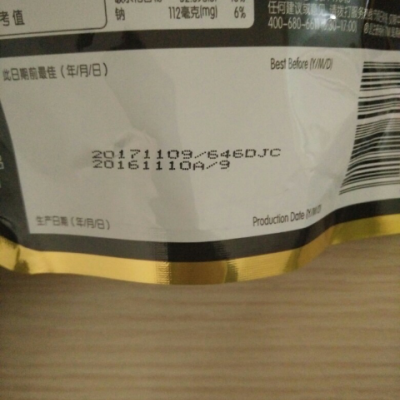 考值
钠 112毫克(mg) 6%
此日期前最佳 (年/月/日) Best Before (Y/M/D)
20171109/646DJC
20161110A/9
生产日期 (年/月/日) Production Date (Y/M/D)